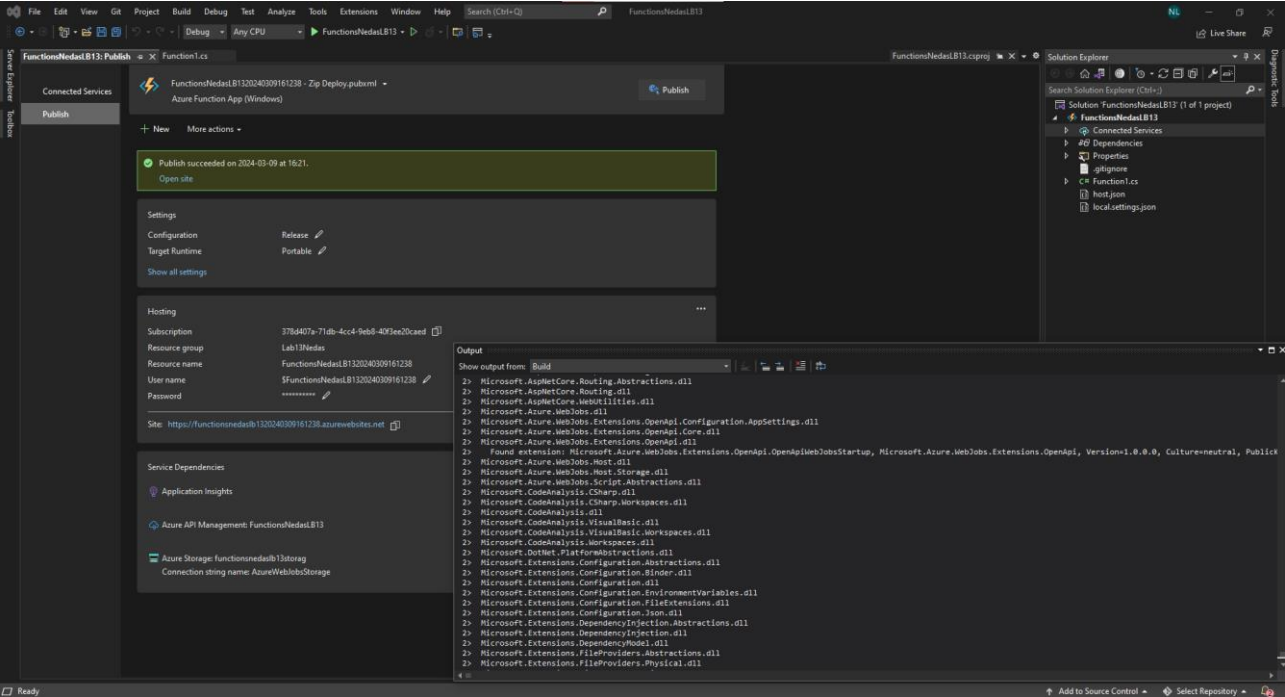 File Edit View Git Project Build Debug Test Analyze Tools Extensions Window Help Search (Ctrl+Q) FunctionsNedasLB13 NL
Debug Any CPU FunctionsNedasLB13 Live Share
Server Explorer
Toolbox
FunctionsNedasLB13: Publish Function1.cs FunctionsNedasLB13.csproj
Connected Services
Publish
FunctionsNedasLB1320240309161238 - Zip Deploy.pubxml
Azure Function App (Windows)
Publish
New More actions
Publish succeeded on 2024-03-09 at 16:21.
Open site
Settings
Configuration Release
Target Runtime Portable
Show all settings
Hosting
Subscription 378d407a-71db-4cc4-9eb8-40f3ee20caed
Resource group Lab13Nedas
Resource name FunctionsNedasLB1320240309161238
User name $FunctionsNedasLB1320240309161238
Password **********
Site: https://functionsnedaslb1320240309161238.azurewebsites.net
Service Dependencies
Application Insights
Azure API Management: FunctionsNedasLB13
Azure Storage: functionsnedaslb13storag
Connection string name: AzureWebJobsStorage
Output
Show output from: Build
2> Microsoft.AspNetCore.Routing.Abstractions.dll
2> Microsoft.AspNetCore.Routing.dll
2> Microsoft.AspNetCore.WebUtilities.dll
2> Microsoft.Azure.WebJobs.dll
2> Microsoft.Azure.WebJobs.Extensions.OpenApi.Configuration.AppSettings.dll
2> Microsoft.Azure.WebJobs.Extensions.OpenApi.Core.dll
2> Microsoft.Azure.WebJobs.Extensions.OpenApi.dll
2> Found extension: Microsoft.Azure.WebJobs.Extensions.OpenApi.OpenApiWebJobsStartup, Microsoft.Azure.WebJobs.Extensions.OpenApi, Version=1.0.0.0, Culture=neutral, PublicK
2> Microsoft.Azure.WebJobs.Host.dll
2> Microsoft.Azure.WebJobs.Host.Storage.dll
2> Microsoft.Azure.WebJobs.Script.Abstractions.dll
2> Microsoft.CodeAnalysis.CSharp.dll
2> Microsoft.CodeAnalysis.CSharp.Workspaces.dll
2> Microsoft.CodeAnalysis.dll
2> Microsoft.CodeAnalysis.VisualBasic.dll
2> Microsoft.CodeAnalysis.VisualBasic.Workspaces.dll
2> Microsoft.CodeAnalysis.Workspaces.dll
2> Microsoft.DotNet.PlatformAbstractions.dll
2> Microsoft.Extensions.Configuration.Abstractions.dll
2> Microsoft.Extensions.Configuration.Binder.dll
2> Microsoft.Extensions.Configuration.dll
2> Microsoft.Extensions.Configuration.EnvironmentVariables.dll
2> Microsoft.Extensions.Configuration.FileExtensions.dll
2> Microsoft.Extensions.Configuration.Json.dll
2> Microsoft.Extensions.DependencyInjection.Abstractions.dll
2> Microsoft.Extensions.DependencyInjection.dll
2> Microsoft.Extensions.DependencyModel.dll
2> Microsoft.Extensions.FileProviders.Abstractions.dll
2> Microsoft.Extensions.FileProviders.Physical.dll
Solution Explorer
Search Solution Explorer (Ctrl+;)
Solution 'FunctionsNedasLB13' (1 of 1 project)
FunctionsNedasLB13
Connected Services
Dependencies
Properties
.gitignore
C# Function1.cs
host.json
local.settings.json
Diagnostic Tools
Ready Add to Source Control Select Repository